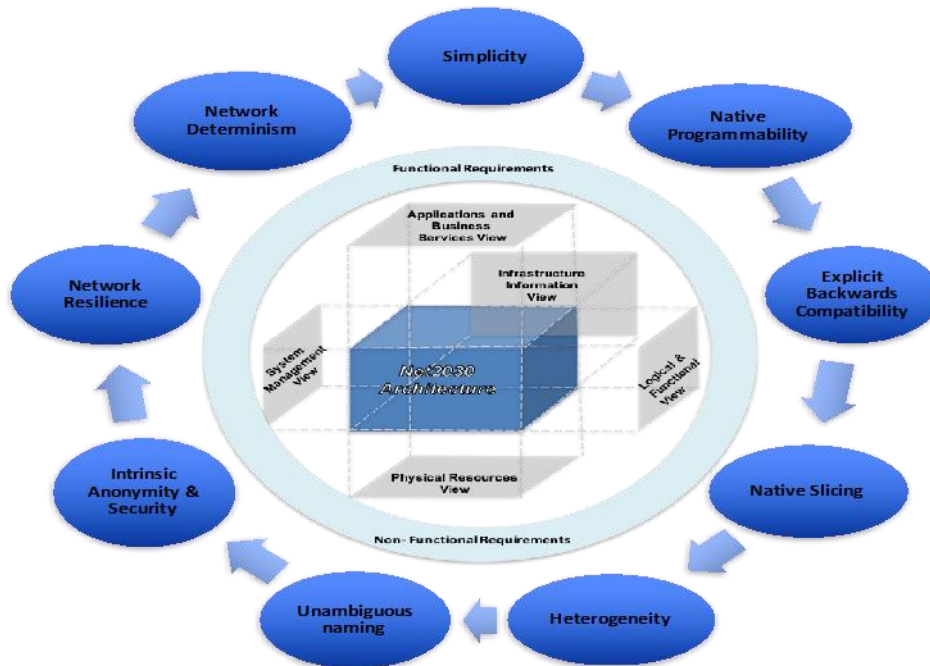 Simplicity
Native
Programmability
Explicit
Backwards
Compatibility
Native Slicing
Heterogeneity
Unambiguous
naming
Intrinsic
Anonymity &
Security
Network
Resilience
Network
Determinism
Functional Requirements
Applications and
Business
Services View
Infrastructure
Information
View
System
Management
View
Net2030
Architecture
Logical &
Functional
View
Physical Resources
View
Non- Functional Requirements